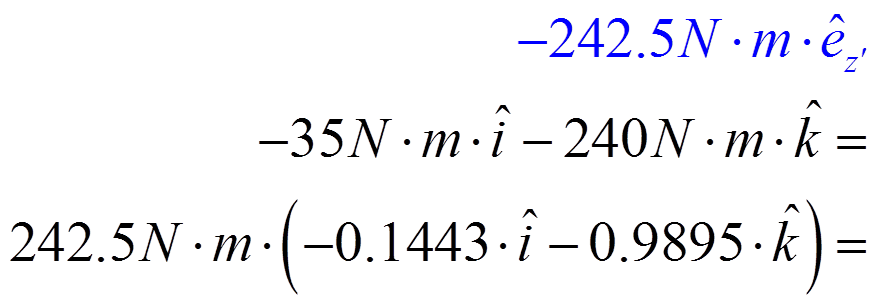 −242.5N · m · ê_z'
−35N · m · î − 240N · m · k̂ =
242.5N · m · (−0.1443 · î − 0.9895 · k̂) =